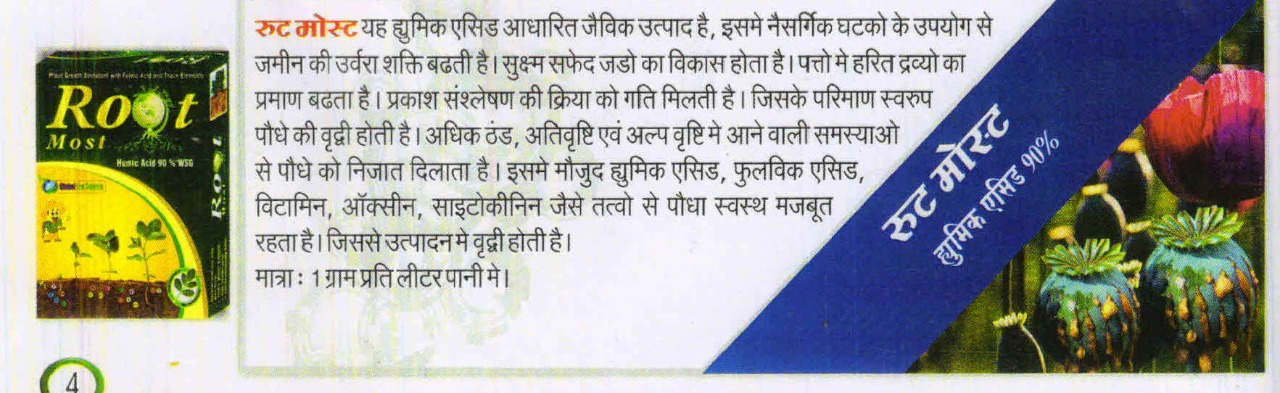 रुट मोस्ट यह ह्युमिक एसिड आधारित जैविक उत्पाद है, इसमे नैसर्गिक घटको के उपयोग से
जमीन की उर्वरा शक्ति बढती है। सुक्ष्म सफेद जडो का विकास होता है। पत्तो मे हरित द्रव्यो का
प्रमाण बढता है। प्रकाश संश्लेषण की क्रिया को गति मिलती है। जिसके परिमाण स्वरुप
पौधे की वृद्वी होती है। अधिक ठंड, अतिवृष्टि एवं अल्प वृष्टि मे आने वाली समस्याओ
से पौधे को निजात दिलाता है। इसमे मौजुद ह्युमिक एसिड, फुलविक एसिड,
विटामिन, ऑक्सीन, साइटोकीनिन जैसे तत्वो से पौधा स्वस्थ मजबूत
रहता है। जिससे उत्पादन मे वृद्वी होती है।
मात्रा : 1 ग्राम प्रति लीटर पानी मे।
Plant Growth Stimulant with Fulvic Acid and Trace Elements
Root
Most
Humic Acid 90 % WSG
Root
रुट मोस्ट
ह्युमिक एसिड 90%
4